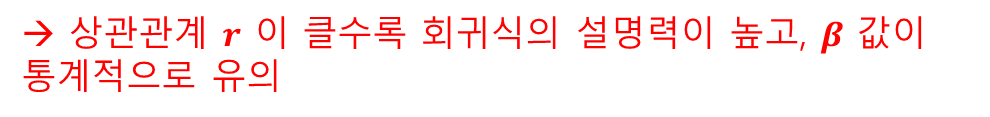 → 상관관계 r 이 클수록 회귀식의 설명력이 높고, β 값이
통계적으로 유의